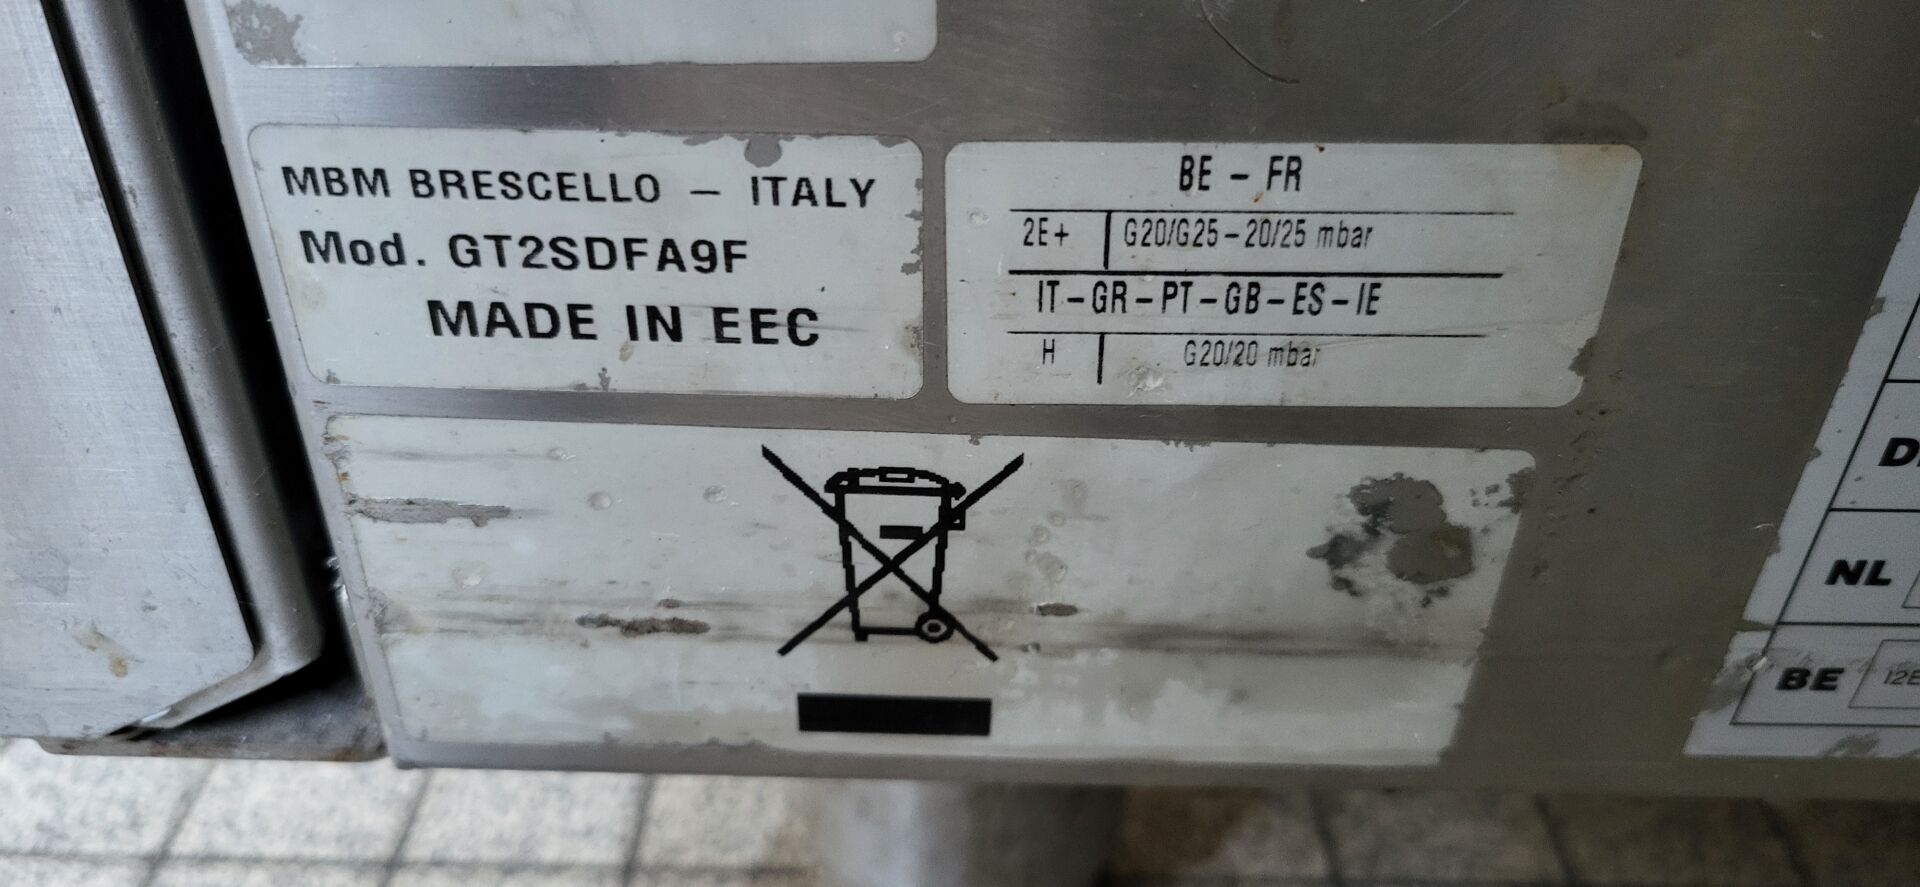 MBM BRESCELLO – ITALY
Mod. GT2SDFA9F
MADE IN EEC
BE – FR
2E+ G20/G25–20/25 mbar
IT–GR–PT–GB–ES–IE
H G20/20 mbar
NL
BE